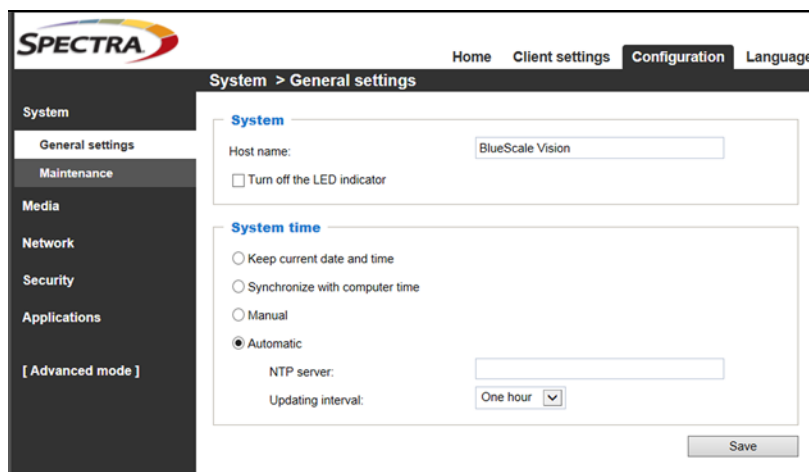 SPECTRA
Home Client settings Configuration Language
System > General settings
System
General settings
Maintenance
Media
Network
Security
Applications
[ Advanced mode ]
System
Host name: BlueScale Vision
Turn off the LED indicator
System time
Keep current date and time
Synchronize with computer time
Manual
Automatic
NTP server:
Updating interval: One hour
Save